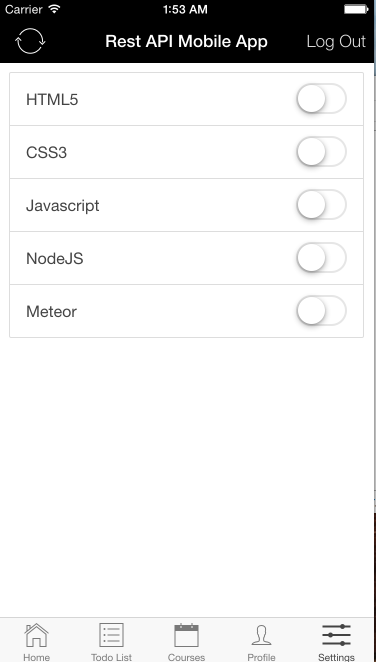 Carrier 1:53 AM
Rest API Mobile App Log Out
HTML5
CSS3
Javascript
NodeJS
Meteor
Home Todo List Courses Profile Settings